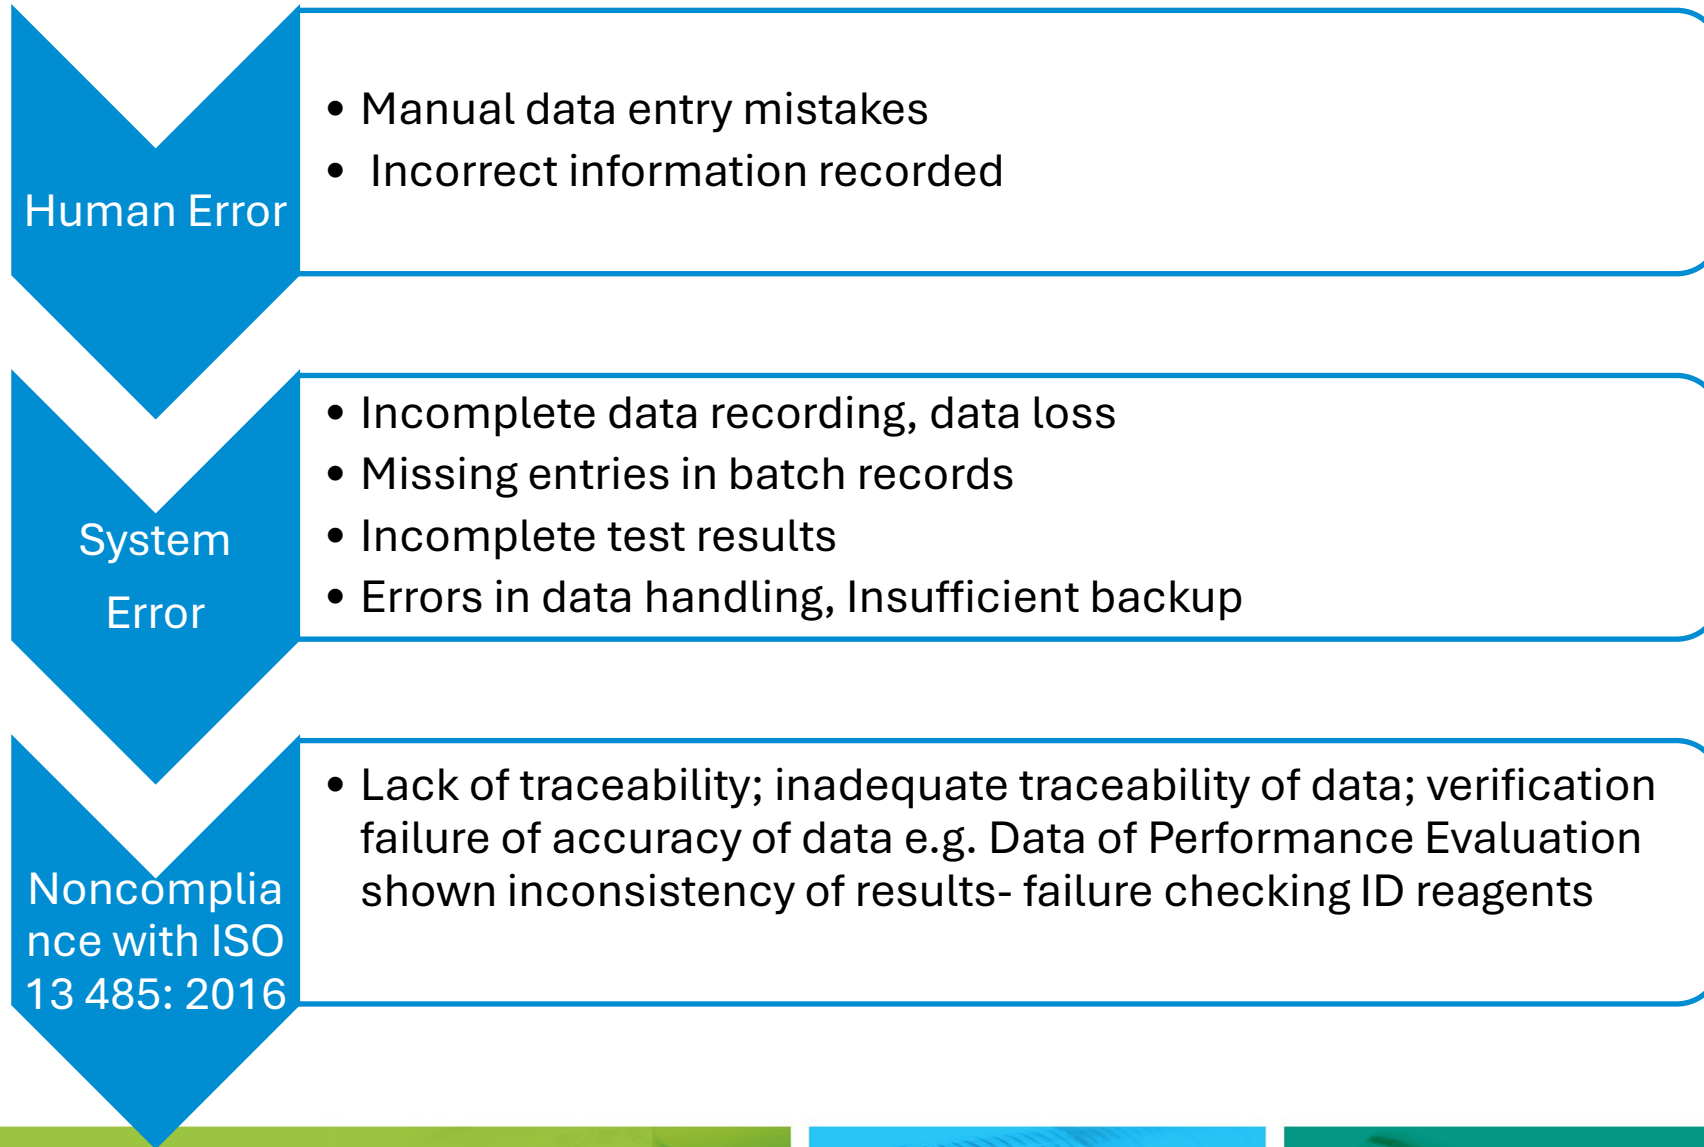 Human Error
• Manual data entry mistakes
• Incorrect information recorded
System
Error
• Incomplete data recording, data loss
• Missing entries in batch records
• Incomplete test results
• Errors in data handling, Insufficient backup
Noncomplia
nce with ISO
13 485: 2016
• Lack of traceability; inadequate traceability of data; verification
failure of accuracy of data e.g. Data of Performance Evaluation
shown inconsistency of results- failure checking ID reagents